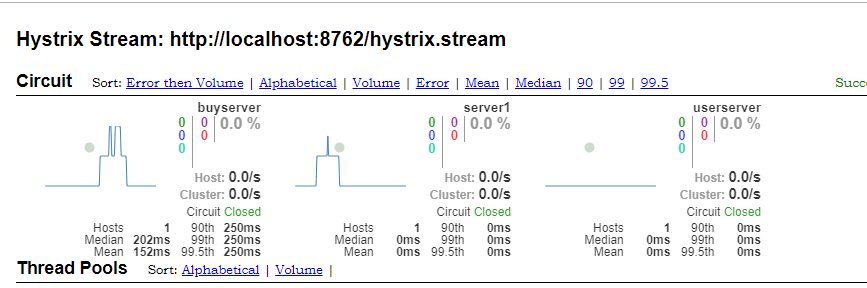 Hystrix Stream: http://localhost:8762/hystrix.stream
Circuit Sort: Error then Volume | Alphabetical | Volume | Error | Mean | Median | 90 | 99 | 99.5 Succe
buyserver
0 0 0.0 %
0 0
0
Host: 0.0/s
Cluster: 0.0/s
Circuit Closed
Hosts 1 90th 250ms
Median 202ms 99th 250ms
Mean 152ms 99.5th 250ms
server1
0 0 0.0 %
0 0
0
Host: 0.0/s
Cluster: 0.0/s
Circuit Closed
Hosts 1 90th 0ms
Median 0ms 99th 0ms
Mean 0ms 99.5th 0ms
userserver
0 0 0.0 %
0 0
0
Host: 0.0/s
Cluster: 0.0/s
Circuit Closed
Hosts 1 90th 0ms
Median 0ms 99th 0ms
Mean 0ms 99.5th 0ms
Thread Pools Sort: Alphabetical | Volume |